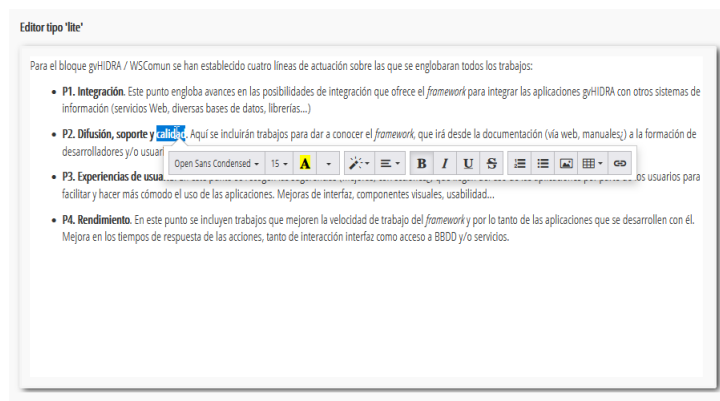 Editor tipo 'lite'
Para el bloque gvHIDRA / WSComun se han establecido cuatro líneas de actuación sobre las que se englobaran todos los trabajos:
• P1. Integración. Este punto engloba avances en las posibilidades de integración que ofrece el framework para integrar las aplicaciones gvHIDRA con otros sistemas de
información (servicios Web, diversas bases de datos, librerías...)
• P2. Difusión, soporte y calidad. Aquí se incluirán trabajos para dar a conocer el framework, que irá desde la documentación (vía web, manuales¿) a la formación de
desarrolladores y/o usuar
Open Sans Condensed 15 A B I U S
• P3. Experiencias de usua os usuarios para
facilitar y hacer más cómodo el uso de las aplicaciones. Mejoras de interfaz, componentes visuales, usabilidad...
• P4. Rendimiento. En este punto se incluyen trabajos que mejoren la velocidad de trabajo del framework y por lo tanto de las aplicaciones que se desarrollen con él.
Mejora en los tiempos de respuesta de las acciones, tanto de interacción interfaz como acceso a BBDD y/o servicios.